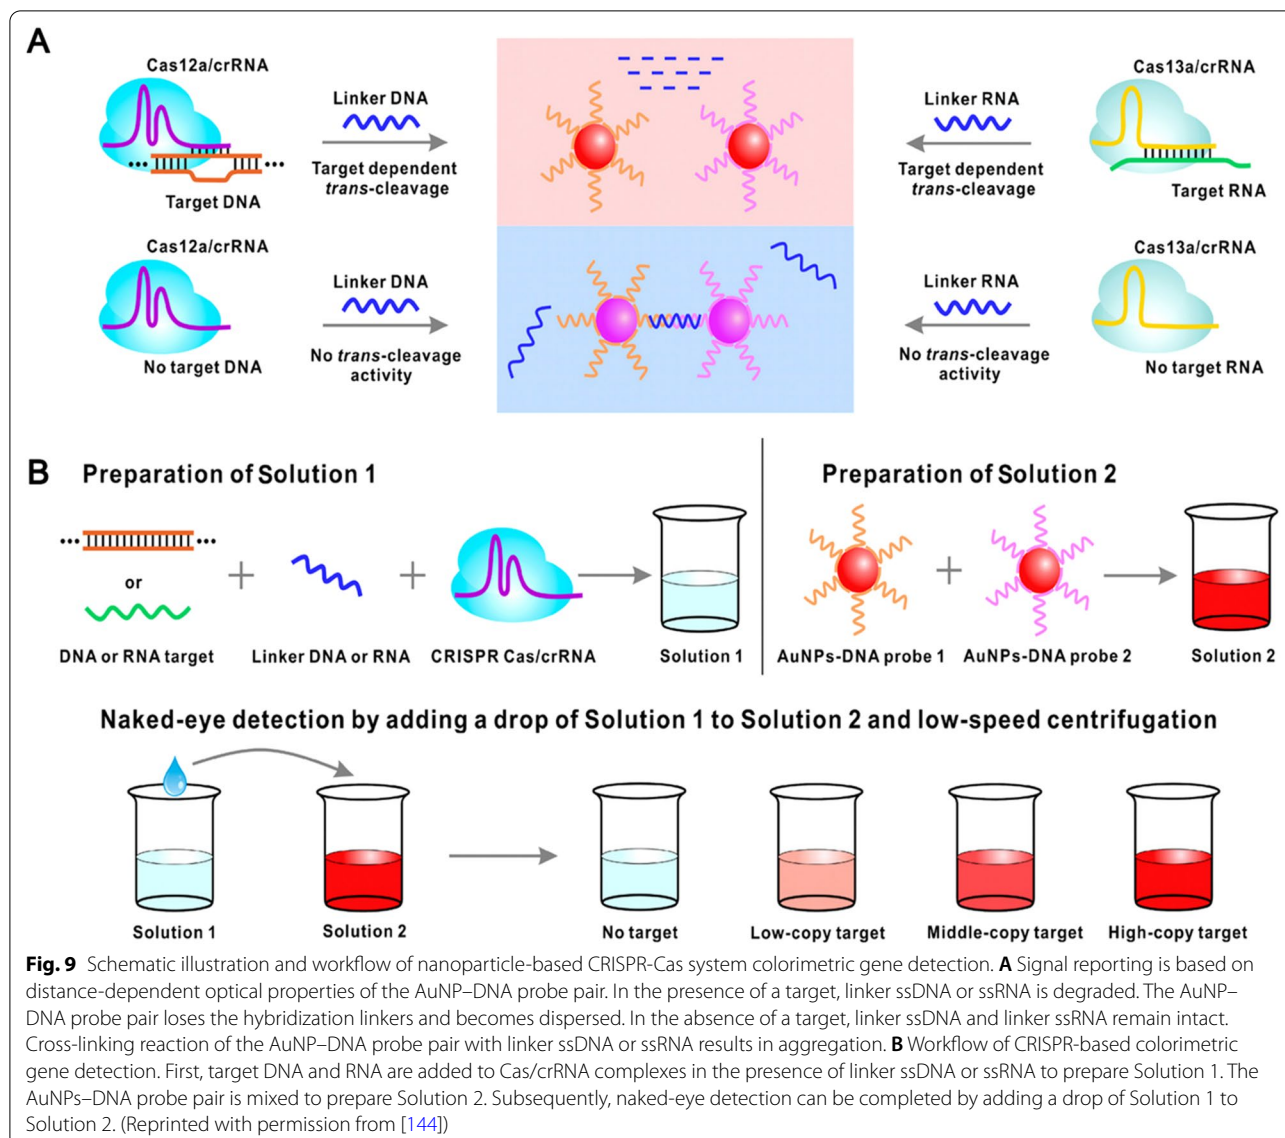 A
Cas12a/crRNA
Linker DNA
Target dependent
trans-cleavage
Target DNA
Linker RNA
Target dependent
trans-cleavage
Cas13a/crRNA
Target RNA
Cas12a/crRNA
Linker DNA
No trans-cleavage
activity
No target DNA
Linker RNA
No trans-cleavage
activity
Cas13a/crRNA
No target RNA
B
Preparation of Solution 1
or
DNA or RNA target
+
Linker DNA or RNA
+
CRISPR Cas/crRNA
Solution 1
Preparation of Solution 2
AuNPs-DNA probe 1
+
AuNPs-DNA probe 2
Solution 2
Naked-eye detection by adding a drop of Solution 1 to Solution 2 and low-speed centrifugation
Solution 1
Solution 2
No target
Low-copy target
Middle-copy target
High-copy target
Fig. 9 Schematic illustration and workflow of nanoparticle-based CRISPR-Cas system colorimetric gene detection. A Signal reporting is based on
distance-dependent optical properties of the AuNP–DNA probe pair. In the presence of a target, linker ssDNA or ssRNA is degraded. The AuNP–
DNA probe pair loses the hybridization linkers and becomes dispersed. In the absence of a target, linker ssDNA and linker ssRNA remain intact.
Cross-linking reaction of the AuNP–DNA probe pair with linker ssDNA or ssRNA results in aggregation. B Workflow of CRISPR-based colorimetric
gene detection. First, target DNA and RNA are added to Cas/crRNA complexes in the presence of linker ssDNA or ssRNA to prepare Solution 1. The
AuNPs–DNA probe pair is mixed to prepare Solution 2. Subsequently, naked-eye detection can be completed by adding a drop of Solution 1 to
Solution 2. (Reprinted with permission from [144])